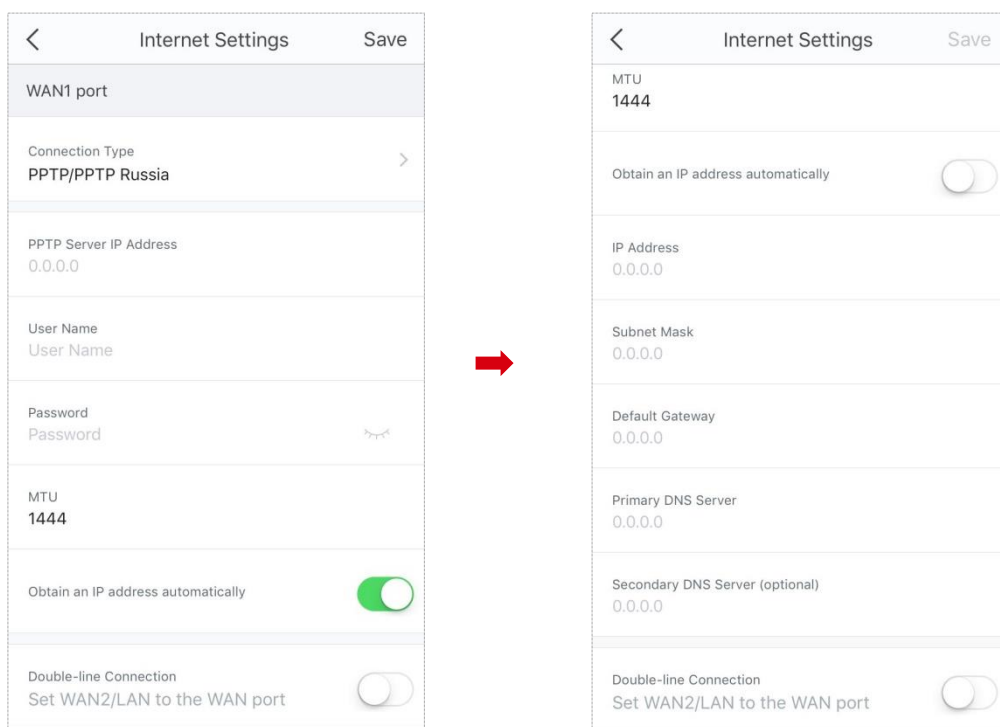 Internet Settings
Save
WAN1 port
Connection Type
PPTP/PPTP Russia
PPTP Server IP Address
0.0.0.0
User Name
User Name
Password
Password
MTU
1444
Obtain an IP address automatically
Double-line Connection
Set WAN2/LAN to the WAN port
Internet Settings
Save
MTU
1444
Obtain an IP address automatically
IP Address
0.0.0.0
Subnet Mask
0.0.0.0
Default Gateway
0.0.0.0
Primary DNS Server
0.0.0.0
Secondary DNS Server (optional)
0.0.0.0
Double-line Connection
Set WAN2/LAN to the WAN port